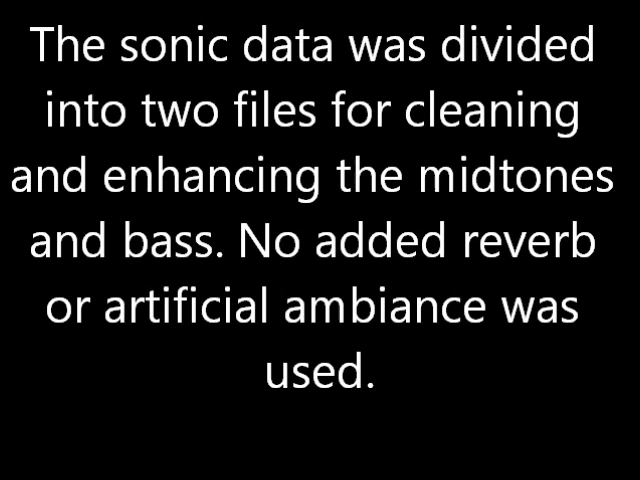 The sonic data was divided
into two files for cleaning
and enhancing the midtones
and bass. No added reverb
or artificial ambiance was
used.